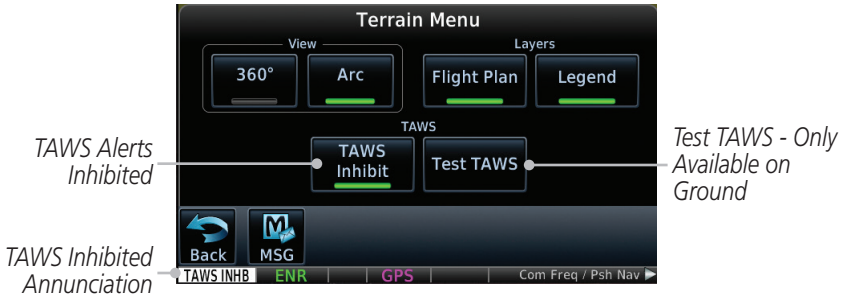 Terrain Menu
View
Layers
360°
Arc
Flight Plan
Legend
TAWS
TAWS Alerts
Inhibited
TAWS
Inhibit
Test TAWS
Test TAWS - Only
Available on
Ground
Back
MSG
TAWS Inhibited
Annunciation
TAWS INHB
ENR
GPS
Com Freq / Psh Nav